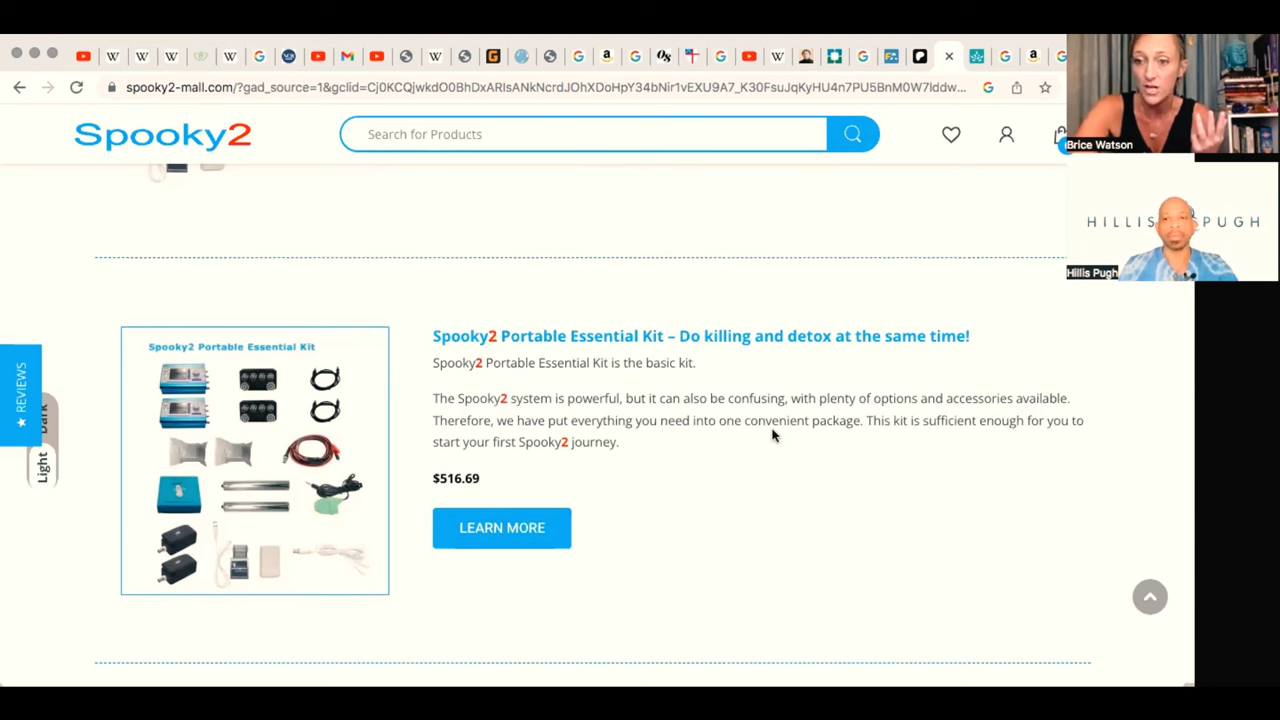 spooky2-mall.com/?gad_source=1&gclid=Cj0KCQjwkdO0BhDxARIsANkNcrdJOhXDoHpY34bNir1vEXU9A7_K30FsuJqKyHU4n7PU5BnM0W7lddw...
Spooky2
Search for Products
Brice Watson
HILLIS PUGH
Hillis Pugh
Spooky2 Portable Essential Kit
Spooky2 Portable Essential Kit – Do killing and detox at the same time!
Spooky2 Portable Essential Kit is the basic kit.
The Spooky2 system is powerful, but it can also be confusing, with plenty of options and accessories available.
Therefore, we have put everything you need into one convenient package. This kit is sufficient enough for you to
start your first Spooky2 journey.
$516.69
LEARN MORE
★ REVIEWS
Dark
Light